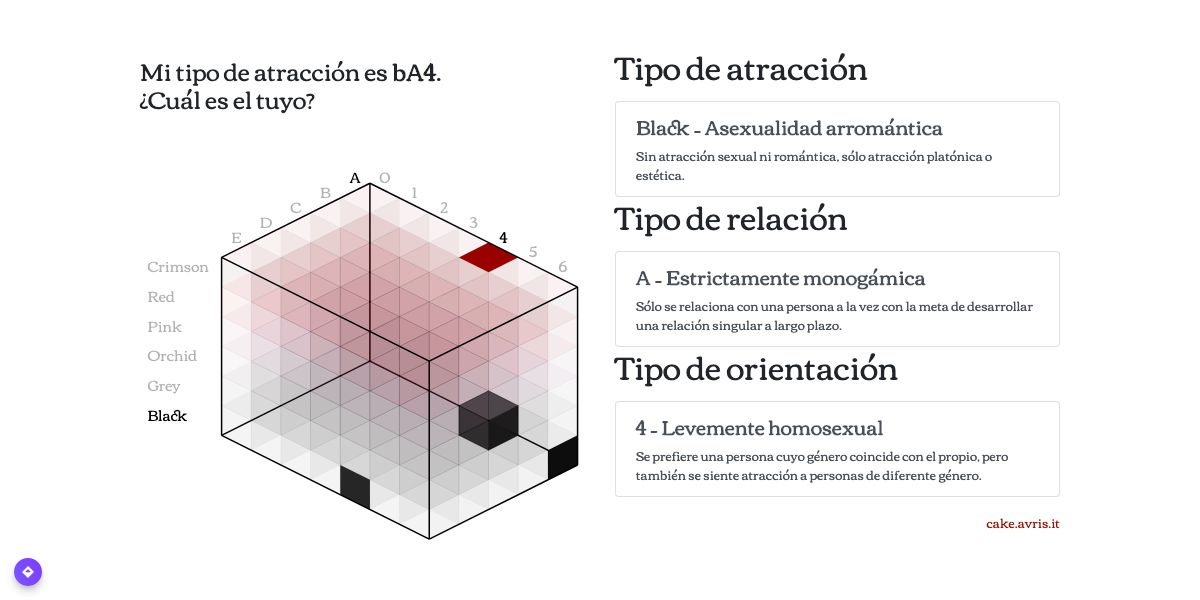 Mi tipo de atracción es bA4.
¿Cuál es el tuyo?
A 0
B 1
C 2
D 3
E 4
5
6
Crimson
Red
Pink
Orchid
Grey
Black
Tipo de atracción
Black - Asexualidad arromántica
Sin atracción sexual ni romántica, sólo atracción platónica o
estética.
Tipo de relación
A - Estrictamente monogámica
Sólo se relaciona con una persona a la vez con la meta de desarrollar
una relación singular a largo plazo.
Tipo de orientación
4 - Levemente homosexual
Se prefiere una persona cuyo género coincide con el propio, pero
también se siente atracción a personas de diferente género.
cake.avris.it